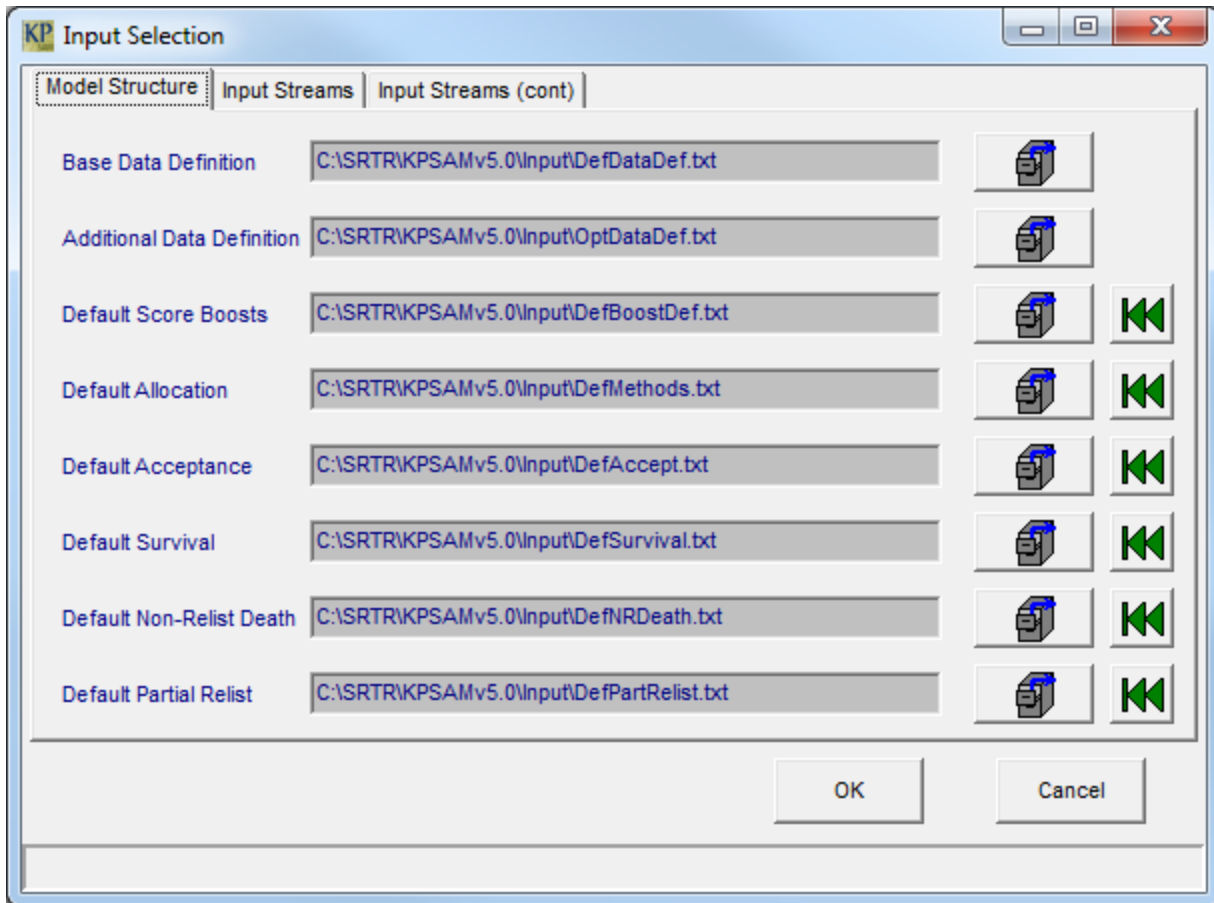 KP Input Selection
Model Structure Input Streams Input Streams (cont)
Base Data Definition C:\SRTR\KPSAMv5.0\Input\DefDataDef.txt
Additional Data Definition C:\SRTR\KPSAMv5.0\Input\OptDataDef.txt
Default Score Boosts C:\SRTR\KPSAMv5.0\Input\DefBoostDef.txt
Default Allocation C:\SRTR\KPSAMv5.0\Input\DefMethods.txt
Default Acceptance C:\SRTR\KPSAMv5.0\Input\DefAccept.txt
Default Survival C:\SRTR\KPSAMv5.0\Input\DefSurvival.txt
Default Non-Relist Death C:\SRTR\KPSAMv5.0\Input\DefNRDeath.txt
Default Partial Relist C:\SRTR\KPSAMv5.0\Input\DefPartRelist.txt
OK Cancel